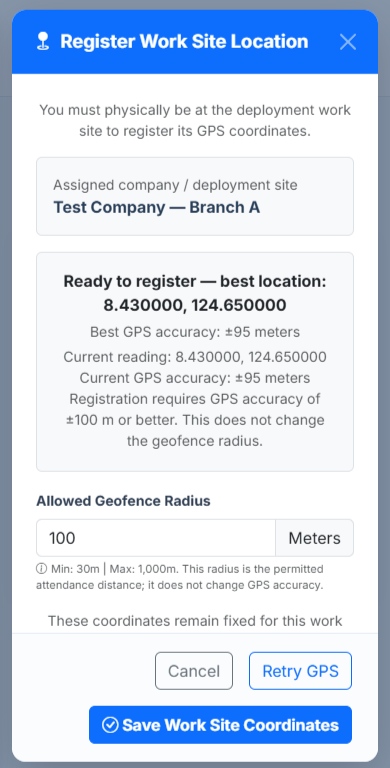 Register Work Site Location
You must physically be at the deployment work
site to register its GPS coordinates.
Assigned company / deployment site
Test Company — Branch A
Ready to register — best location:
8.430000, 124.650000
Best GPS accuracy: ±95 meters
Current reading: 8.430000, 124.650000
Current GPS accuracy: ±95 meters
Registration requires GPS accuracy of
±100 m or better. This does not change
the geofence radius.
Allowed Geofence Radius
100 Meters
Min: 30m | Max: 1,000m. This radius is the permitted
attendance distance; it does not change GPS accuracy.
These coordinates remain fixed for this work
Cancel Retry GPS
Save Work Site Coordinates